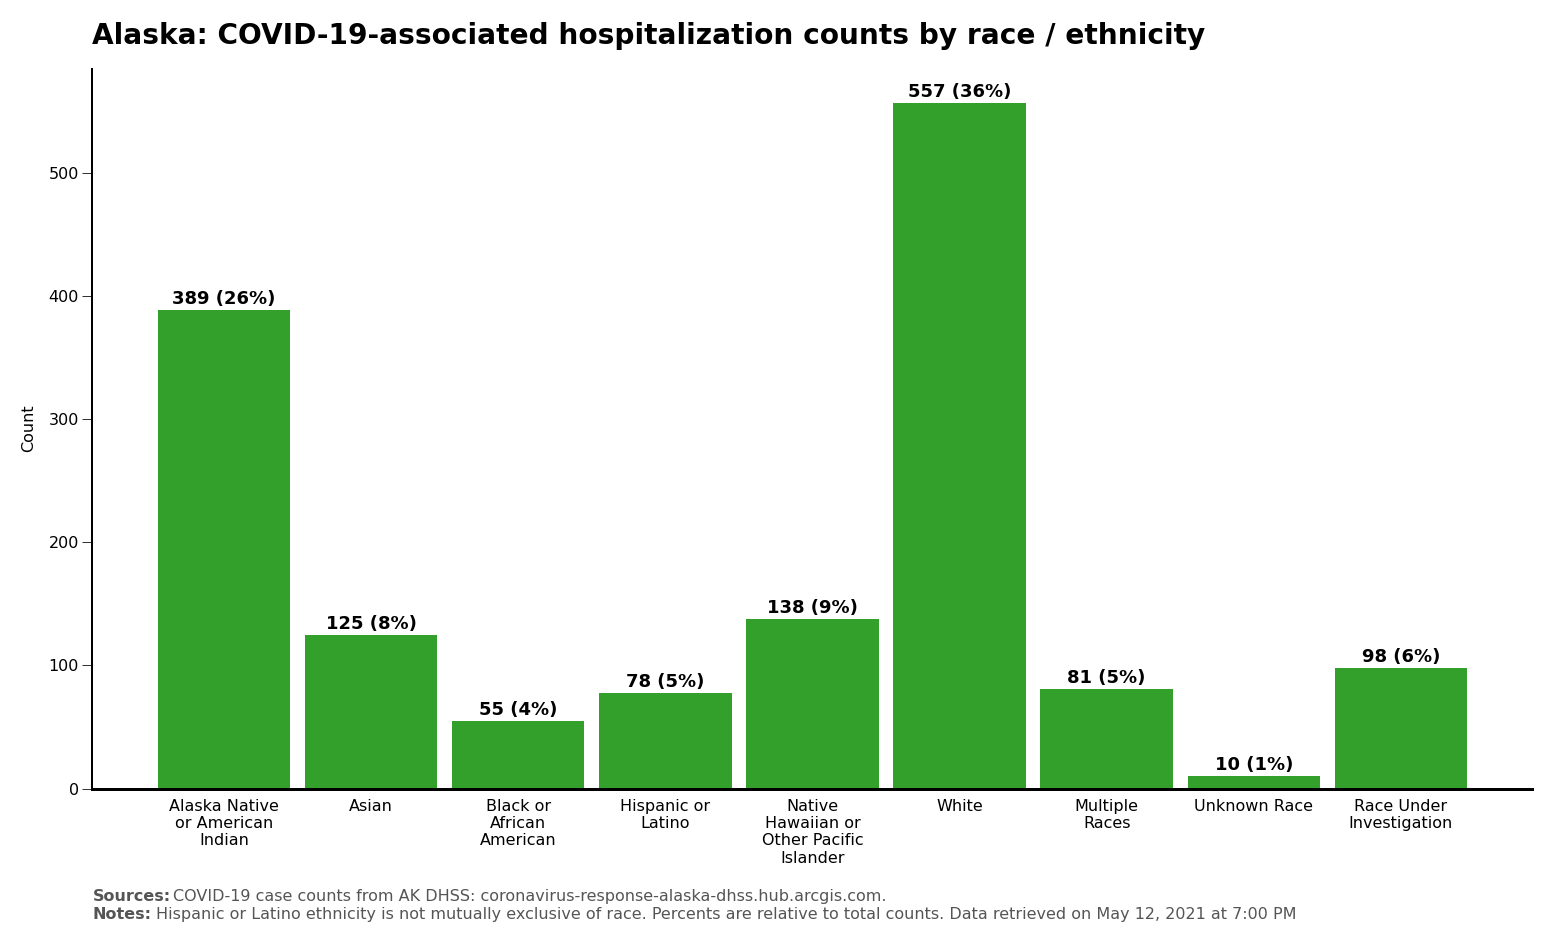 Alaska: COVID-19-associated hospitalization counts by race / ethnicity
557 (36%)
500
400
389 (26%)
300
Count
200
138 (9%)
125 (8%)
100
98 (6%)
81 (5%)
78 (5%)
55 (4%)
10 (1%)
0
Alaska Native
or American
Indian
Asian
Black or
African
American
Hispanic or
Latino
Native
Hawaiian or
Other Pacific
Islander
White
Multiple
Races
Unknown Race
Race Under
Investigation
Sources: COVID-19 case counts from AK DHSS: coronavirus-response-alaska-dhss.hub.arcgis.com.
Notes: Hispanic or Latino ethnicity is not mutually exclusive of race. Percents are relative to total counts. Data retrieved on May 12, 2021 at 7:00 PM